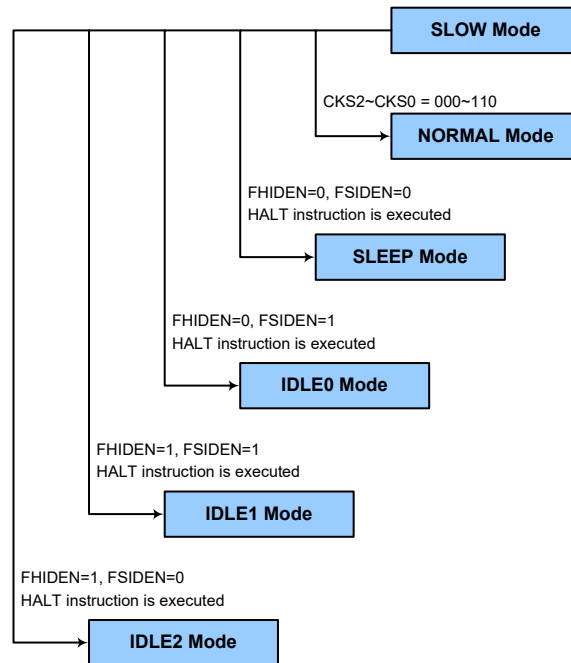 SLOW Mode
CKS2~CKS0 = 000~110
NORMAL Mode
FHIDEN=0, FSIDEN=0
HALT instruction is executed
SLEEP Mode
FHIDEN=0, FSIDEN=1
HALT instruction is executed
IDLE0 Mode
FHIDEN=1, FSIDEN=1
HALT instruction is executed
IDLE1 Mode
FHIDEN=1, FSIDEN=0
HALT instruction is executed
IDLE2 Mode